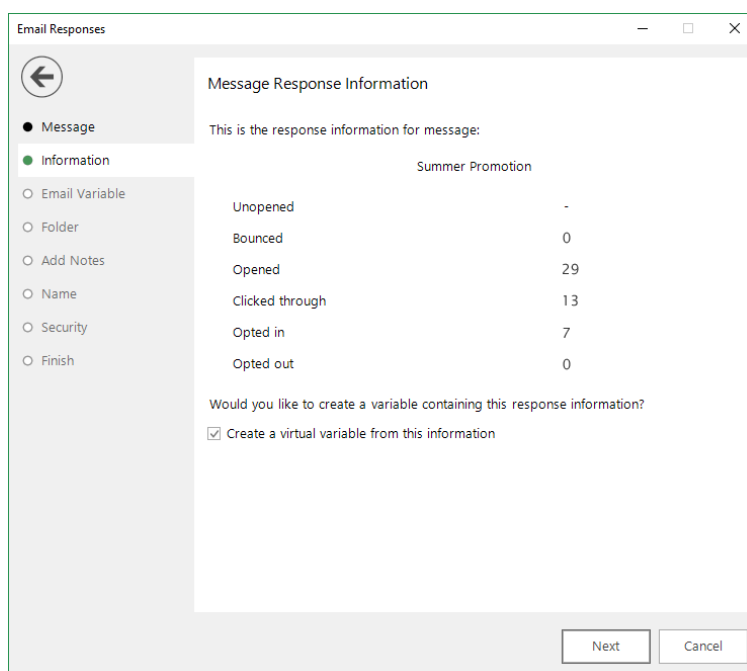 Email Responses
Message
Information
Email Variable
Folder
Add Notes
Name
Security
Finish
Message Response Information
This is the response information for message:
Summer Promotion
Unopened -
Bounced 0
Opened 29
Clicked through 13
Opted in 7
Opted out 0
Would you like to create a variable containing this response information?
Create a virtual variable from this information
Next Cancel